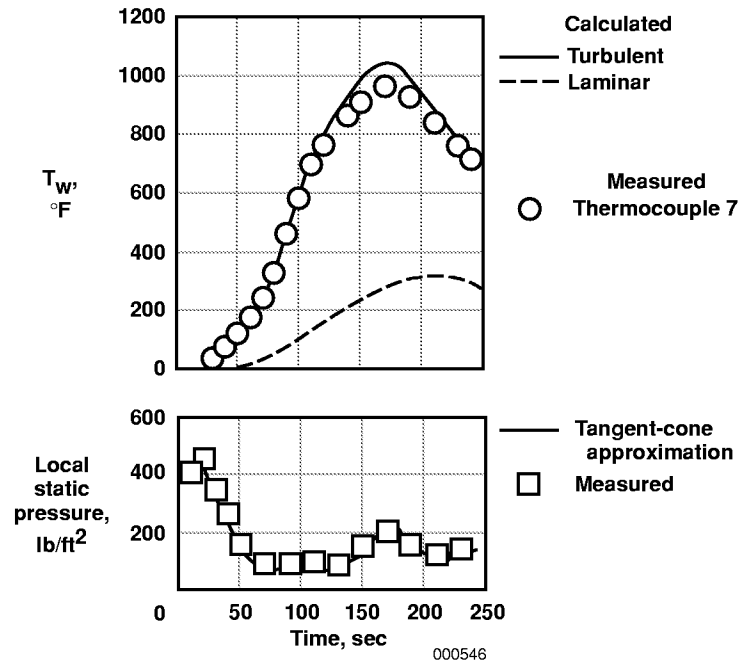 1200
1000
800
600
400
200
0
T_w,
°F
Calculated
Turbulent
Laminar
Measured
Thermocouple 7
600
400
200
0
Local
static
pressure,
lb/ft²
50 100 150 200 250
Time, sec
Tangent-cone
approximation
Measured
000546